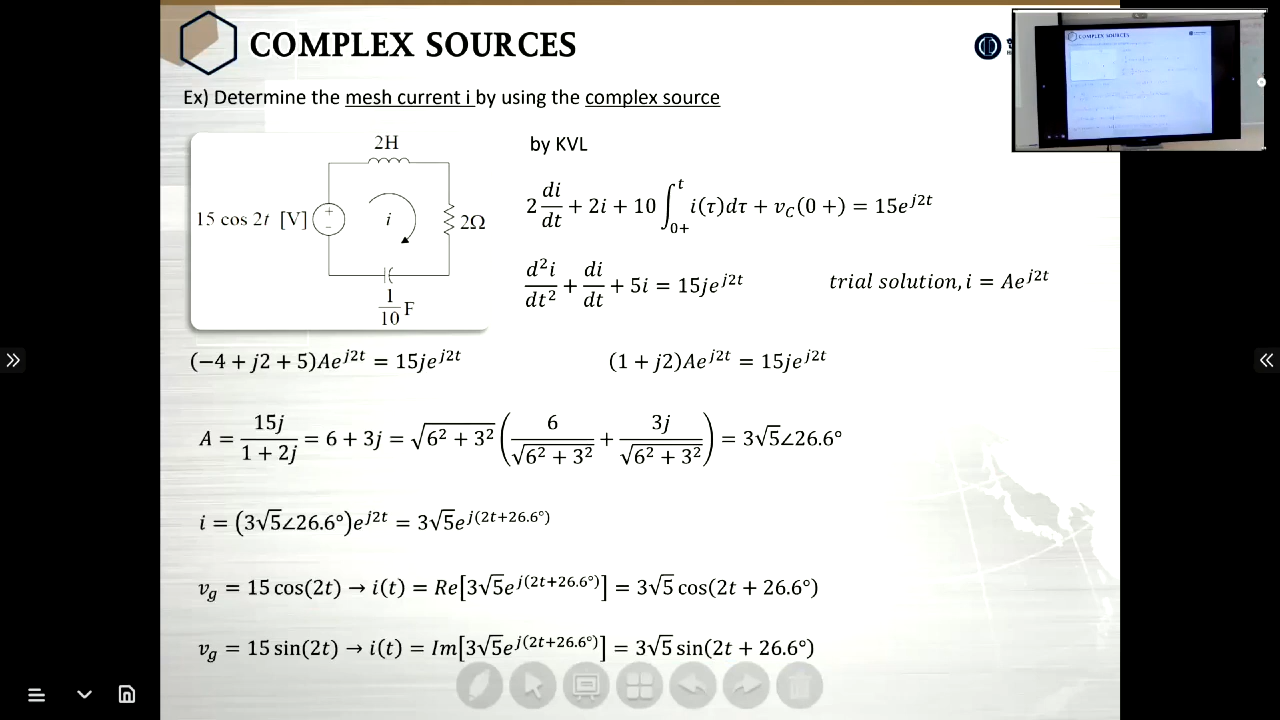 COMPLEX SOURCES
Ex) Determine the mesh current i by using the complex source
2H
15 cos 2t [V]
+
−
i
2Ω
1/10 F
by KVL
2 di/dt + 2i + 10 ∫₀₊ᵗ i(τ)dτ + v_C(0 +) = 15e^{j2t}
d²i/dt² + di/dt + 5i = 15je^{j2t} trial solution, i = Ae^{j2t}
(−4 + j2 + 5)Ae^{j2t} = 15je^{j2t} (1 + j2)Ae^{j2t} = 15je^{j2t}
A = 15j/(1 + 2j) = 6 + 3j = √(6² + 3²) (6/√(6² + 3²) + 3j/√(6² + 3²)) = 3√5∠26.6°
i = (3√5∠26.6°)e^{j2t} = 3√5e^{j(2t+26.6°)}
v_g = 15 cos(2t) → i(t) = Re[3√5e^{j(2t+26.6°)}] = 3√5 cos(2t + 26.6°)
v_g = 15 sin(2t) → i(t) = Im[3√5e^{j(2t+26.6°)}] = 3√5 sin(2t + 26.6°)
COMPLEX SOURCES